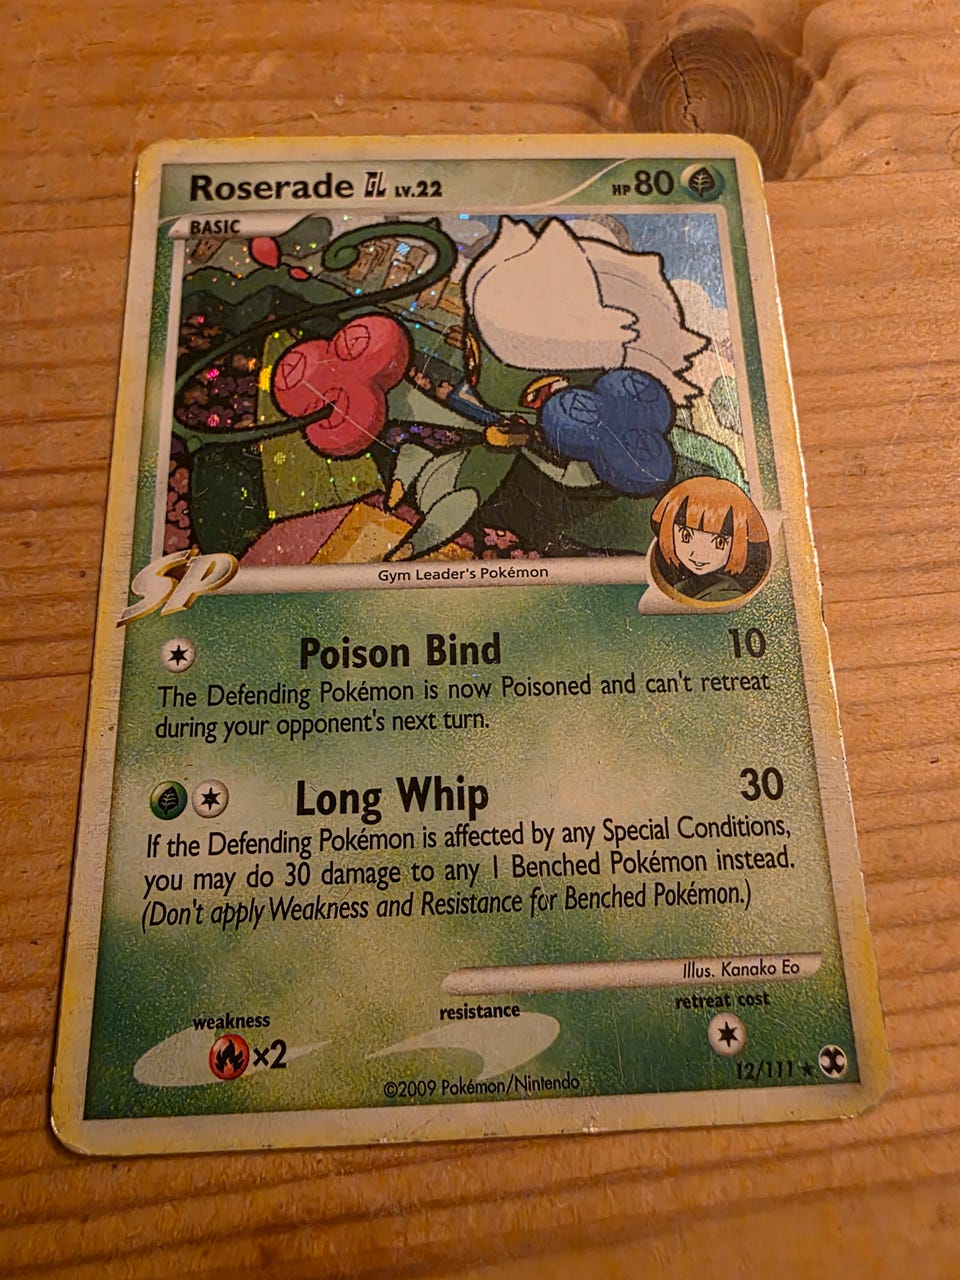 Roserade GL LV.22 HP 80
BASIC
SP
Gym Leader's Pokémon
Poison Bind 10
The Defending Pokémon is now Poisoned and can't retreat
during your opponent's next turn.
Long Whip 30
If the Defending Pokémon is affected by any Special Conditions,
you may do 30 damage to any 1 Benched Pokémon instead.
(Don't apply Weakness and Resistance for Benched Pokémon.)
Illus. Kanako Eo
weakness resistance retreat cost
×2
12/111 ★
©2009 Pokémon/Nintendo